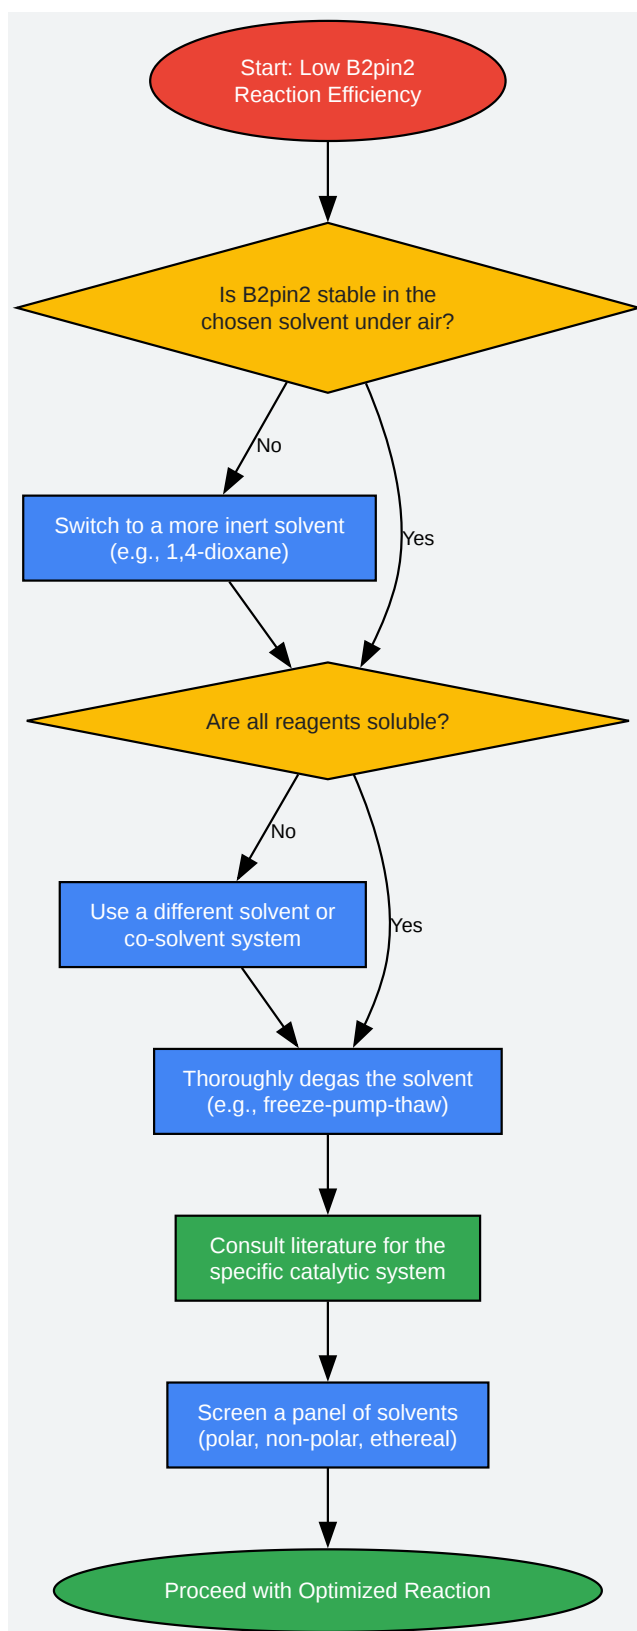 Start: Low B2pin2
Reaction Efficiency
Is B2pin2 stable in the
chosen solvent under air?
No
Switch to a more inert solvent
(e.g., 1,4-dioxane)
Yes
Are all reagents soluble?
No
Use a different solvent or
co-solvent system
Yes
Thoroughly degas the solvent
(e.g., freeze-pump-thaw)
Consult literature for the
specific catalytic system
Screen a panel of solvents
(polar, non-polar, ethereal)
Proceed with Optimized Reaction